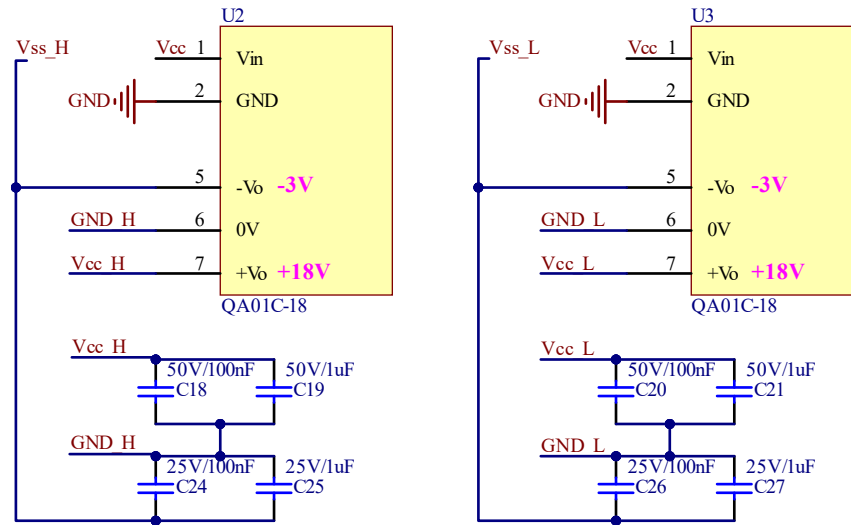 U2
Vss_H
Vcc 1
Vin
GND
2
GND
5
-Vo -3V
GND_H
6
0V
Vcc_H
7
+Vo +18V
QA01C-18
Vcc_H
50V/100nF
50V/1uF
C18
C19
GND_H
25V/100nF
25V/1uF
C24
C25
U3
Vss_L
Vcc 1
Vin
GND
2
GND
5
-Vo -3V
GND_L
6
0V
Vcc_L
7
+Vo +18V
QA01C-18
Vcc_L
50V/100nF
50V/1uF
C20
C21
GND_L
25V/100nF
25V/1uF
C26
C27